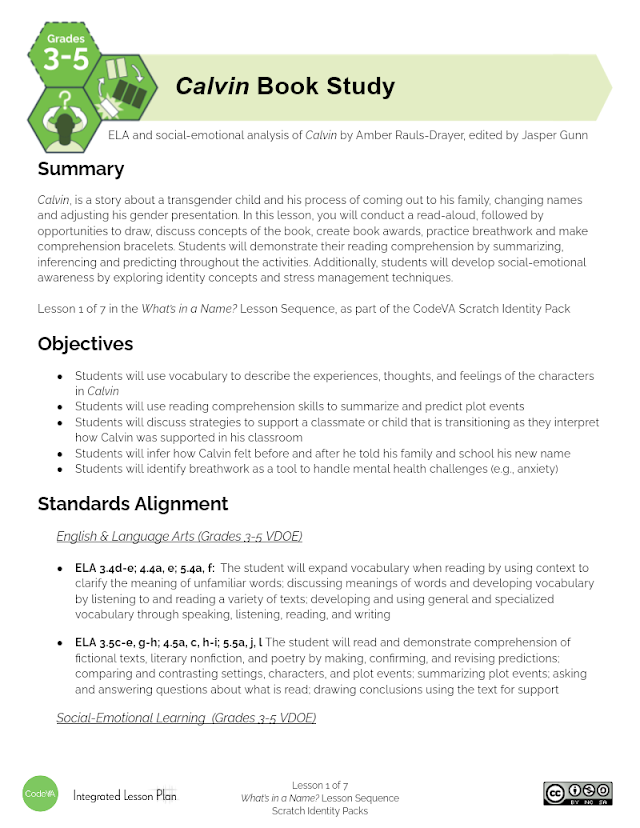 Grades
3-5
Calvin Book Study
ELA and social-emotional analysis of Calvin by Amber Rauls-Drayer, edited by Jasper Gunn
Summary
Calvin, is a story about a transgender child and his process of coming out to his family, changing names
and adjusting his gender presentation. In this lesson, you will conduct a read-aloud, followed by
opportunities to draw, discuss concepts of the book, create book awards, practice breathwork and make
comprehension bracelets. Students will demonstrate their reading comprehension by summarizing,
inferencing and predicting throughout the activities. Additionally, students will develop social-emotional
awareness by exploring identity concepts and stress management techniques.
Lesson 1 of 7 in the What's in a Name? Lesson Sequence, as part of the CodeVA Scratch Identity Pack
Objectives
● Students will use vocabulary to describe the experiences, thoughts, and feelings of the characters
in Calvin
● Students will use reading comprehension skills to summarize and predict plot events
● Students will discuss strategies to support a classmate or child that is transitioning as they interpret
how Calvin was supported in his classroom
● Students will infer how Calvin felt before and after he told his family and school his new name
● Students will identify breathwork as a tool to handle mental health challenges (e.g., anxiety)
Standards Alignment
English & Language Arts (Grades 3-5 VDOE)
● ELA 3.4d-e; 4.4a, e; 5.4a, f: The student will expand vocabulary when reading by using context to
clarify the meaning of unfamiliar words; discussing meanings of words and developing vocabulary
by listening to and reading a variety of texts; developing and using general and specialized
vocabulary through speaking, listening, reading, and writing
● ELA 3.5c-e, g-h; 4.5a, c, h-i; 5.5a, j, l The student will read and demonstrate comprehension of
fictional texts, literary nonfiction, and poetry by making, confirming, and revising predictions;
comparing and contrasting settings, characters, and plot events; summarizing plot events; asking
and answering questions about what is read; drawing conclusions using the text for support
Social-Emotional Learning (Grades 3-5 VDOE)
CodeVA
Integrated Lesson Plan
Lesson 1 of 7
What's in a Name? Lesson Sequence
Scratch Identity Packs
cc
BY NC SA